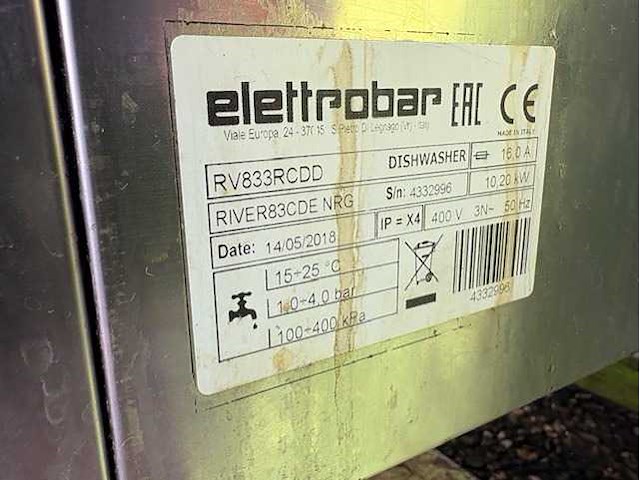 elettrobar EAC CE
Viale Europa, 24 - 37045 S.Pietro Di Legnago (Vr) - Italy
MADE IN ITALY
RV833RCDD DISHWASHER 16,0 A
RIVER83CDE NRG S/n: 4332996 10,20 kW
Date: 14/05/2018 IP = X4 400 V 3N~ 50 Hz
15÷25 °C
1.0÷4.0 bar
100÷400 kPa
4332996